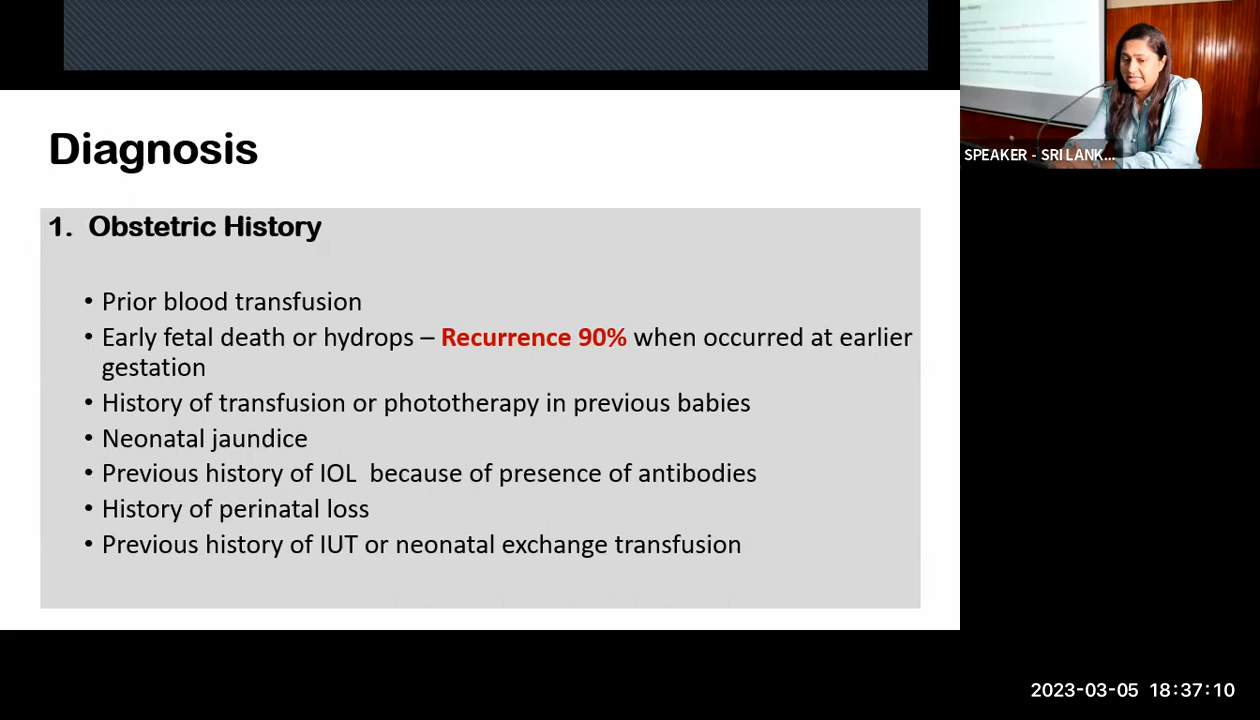 Diagnosis
1. Obstetric History
• Prior blood transfusion
• Early fetal death or hydrops – Recurrence 90% when occurred at earlier
gestation
• History of transfusion or phototherapy in previous babies
• Neonatal jaundice
• Previous history of IOL because of presence of antibodies
• History of perinatal loss
• Previous history of IUT or neonatal exchange transfusion
SPEAKER - SRI LANK...
2023-03-05 18:37:10